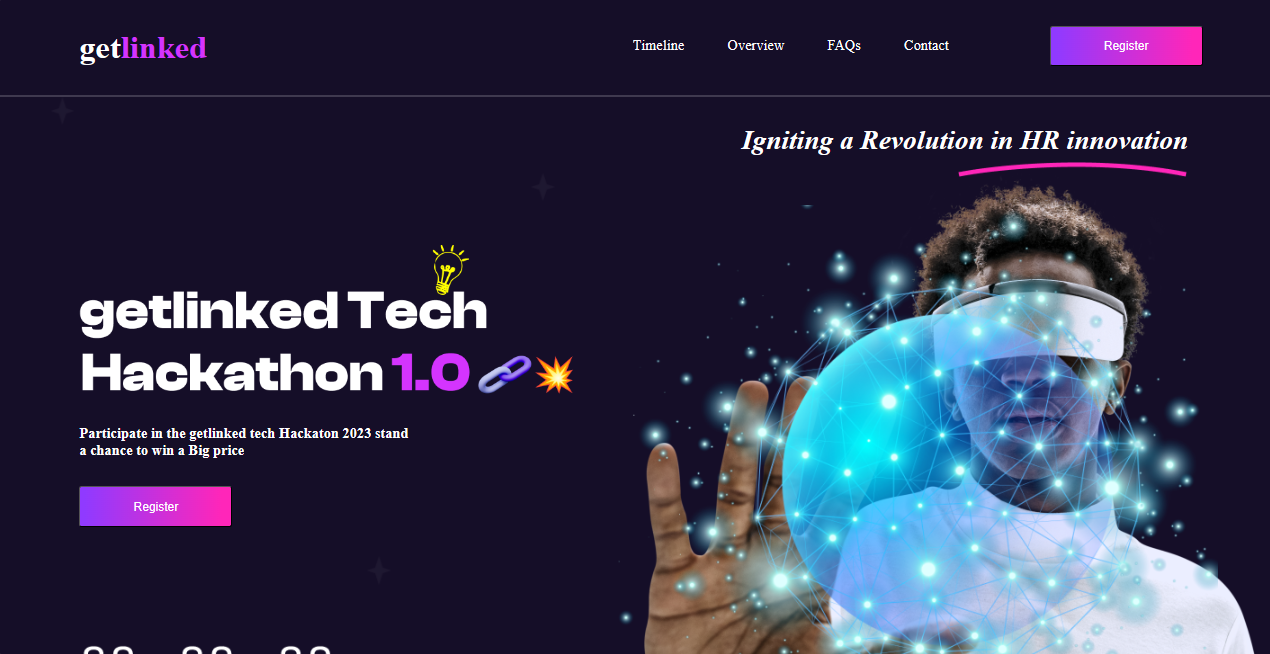 getlinked
Timeline Overview FAQs Contact Register
Igniting a Revolution in HR innovation
getlinked Tech
Hackathon 1.0
Participate in the getlinked tech Hackaton 2023 stand
a chance to win a Big price
Register